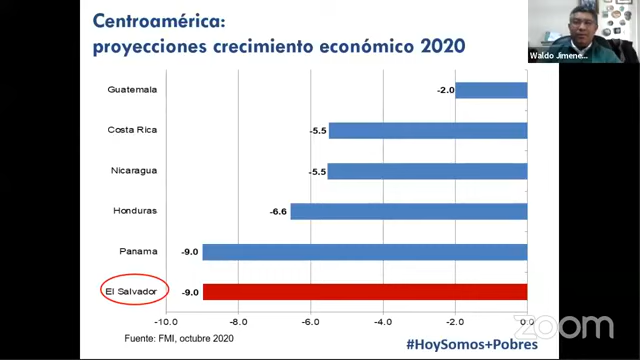 Centroamérica:
proyecciones crecimiento económico 2020
Waldo Jimene...
Guatemala
-2.0
Costa Rica
-5.5
Nicaragua
-5.5
Honduras
-6.6
Panama
-9.0
El Salvador
-9.0
-10.0 -8.0 -6.0 -4.0 -2.0 0.0
Fuente: FMI, octubre 2020
#HoySomos+Pobres
zoom